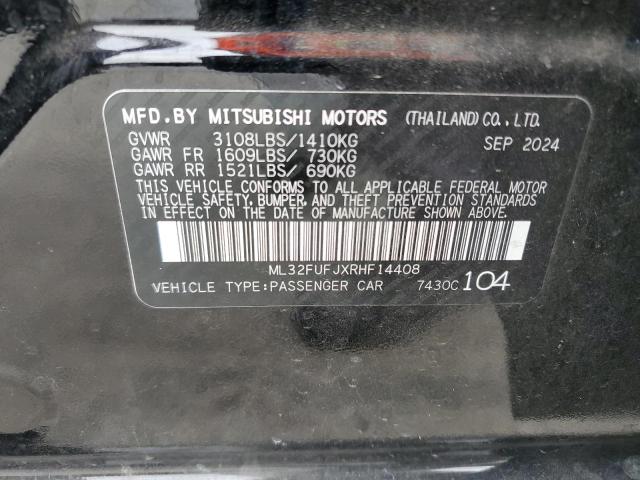 MFD.BY MITSUBISHI MOTORS (THAILAND)CO.,LTD.
GVWR 3108LBS/1410KG SEP 2024
GAWR FR 1609LBS/ 730KG
GAWR RR 1521LBS/ 690KG
THIS VEHICLE CONFORMS TO ALL APPLICABLE FEDERAL MOTOR
VEHICLE SAFETY, BUMPER, AND THEFT PREVENTION STANDARDS
IN EFFECT ON THE DATE OF MANUFACTURE SHOWN ABOVE.
ML32FUFJXRHF14408
VEHICLE TYPE:PASSENGER CAR 7430C 104